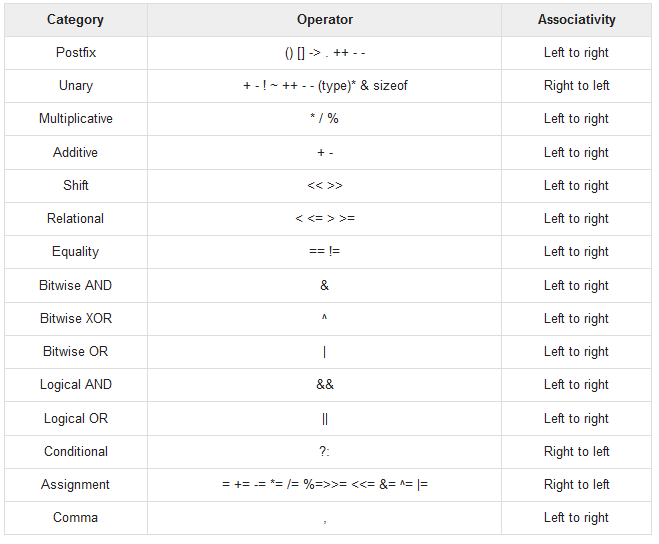 Category Operator Associativity
Postfix () [] -> . ++ - - Left to right
Unary + - ! ~ ++ - - (type)* & sizeof Right to left
Multiplicative * / % Left to right
Additive + - Left to right
Shift << >> Left to right
Relational < <= > >= Left to right
Equality == != Left to right
Bitwise AND & Left to right
Bitwise XOR ^ Left to right
Bitwise OR | Left to right
Logical AND && Left to right
Logical OR || Left to right
Conditional ?: Right to left
Assignment = += -= *= /= %=>>= <<= &= ^= |= Right to left
Comma , Left to right